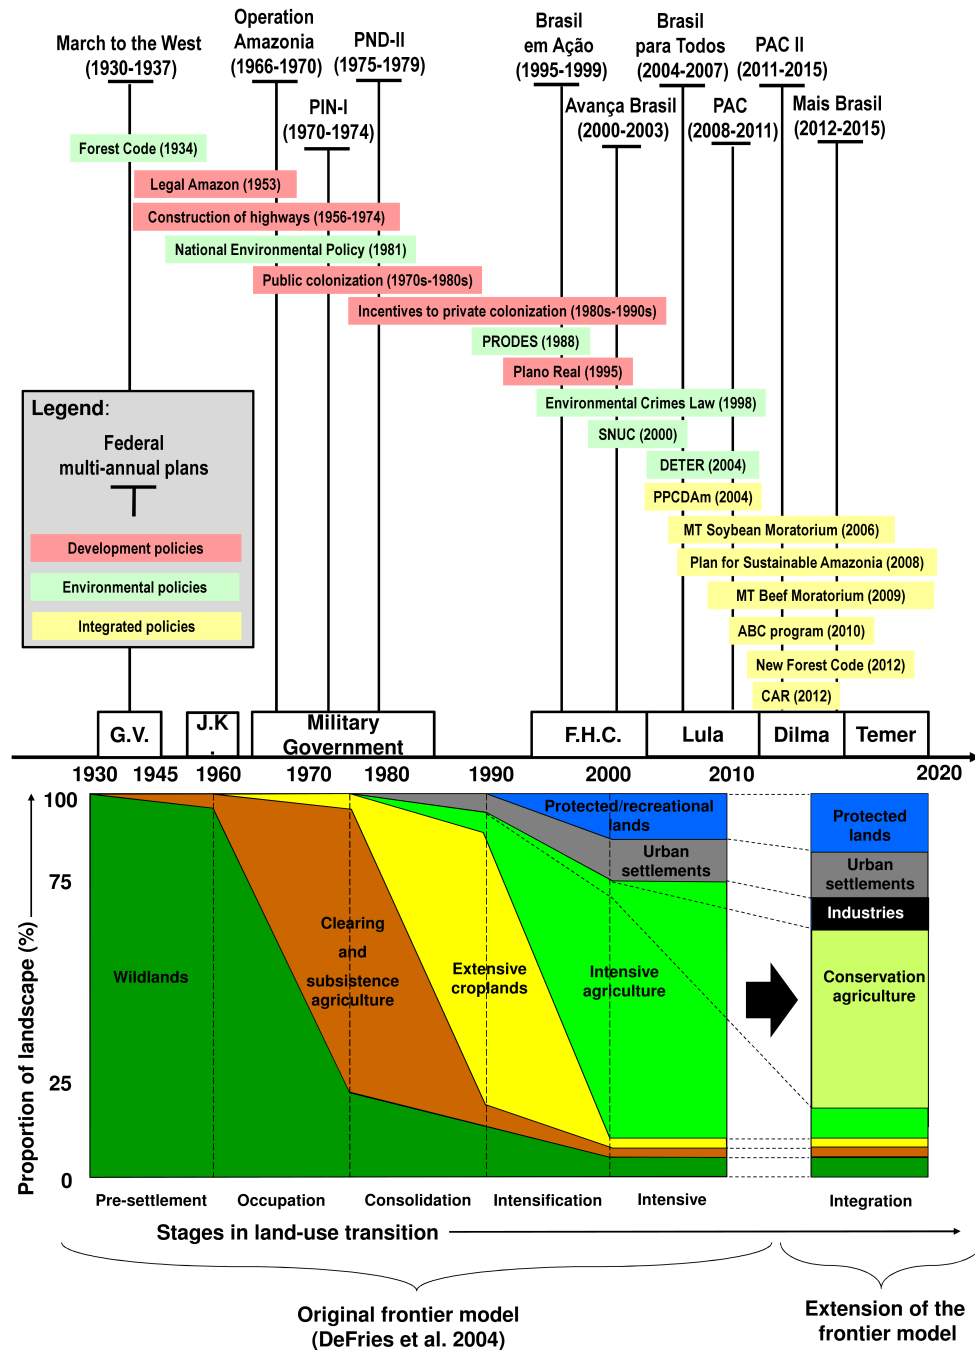 March to the West
(1930-1937)
Operation
Amazonia
(1966-1970)
PND-II
(1975-1979)
PIN-I
(1970-1974)
Brasil
em Ação
(1995-1999)
Brasil
para Todos
(2004-2007)
PAC II
(2011-2015)
Avança Brasil
(2000-2003)
PAC
(2008-2011)
Mais Brasil
(2012-2015)
Forest Code (1934)
Legal Amazon (1953)
Construction of highways (1956-1974)
National Environmental Policy (1981)
Public colonization (1970s-1980s)
Incentives to private colonization (1980s-1990s)
PRODES (1988)
Plano Real (1995)
Environmental Crimes Law (1998)
SNUC (2000)
DETER (2004)
PPCDAm (2004)
MT Soybean Moratorium (2006)
Plan for Sustainable Amazonia (2008)
MT Beef Moratorium (2009)
ABC program (2010)
New Forest Code (2012)
CAR (2012)
Legend:
Federal
multi-annual plans
Development policies
Environmental policies
Integrated policies
G.V.
J.K
.
Military
Government
F.H.C.
Lula
Dilma
Temer
1930 1945 1960 1970 1980 1990 2000 2010 2020
Proportion of landscape (%)
100
75
25
0
Wildlands
Clearing
and
subsistence
agriculture
Extensive
croplands
Intensive
agriculture
Protected/recreational
lands
Urban
settlements
Protected
lands
Urban
settlements
Industries
Conservation
agriculture
Pre-settlement
Occupation
Consolidation
Intensification
Intensive
Integration
Stages in land-use transition
Original frontier model
(DeFries et al. 2004)
Extension of the
frontier model